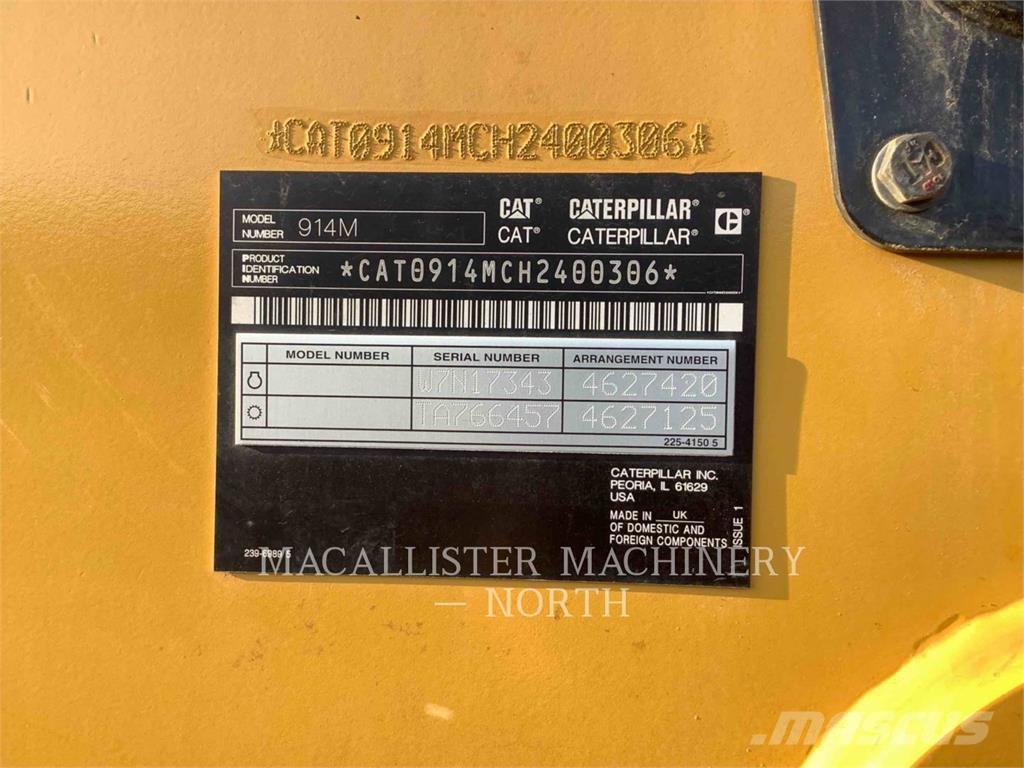 *CAT0914MCH2400306*
MODEL NUMBER 914M
CAT® CATERPILLAR®
CAT® CATERPILLAR®
PRODUCT IDENTIFICATION NUMBER *CAT0914MCH2400306*
MODEL NUMBER SERIAL NUMBER ARRANGEMENT NUMBER
W7N17343 4627420
TA766457 4627125
225-4150 5
CATERPILLAR INC.
PEORIA, IL 61629
USA
MADE IN UK
OF DOMESTIC AND
FOREIGN COMPONENTS
ISSUE 1
239-6989 5
MACALLISTER MACHINERY
— NORTH
MASCUS